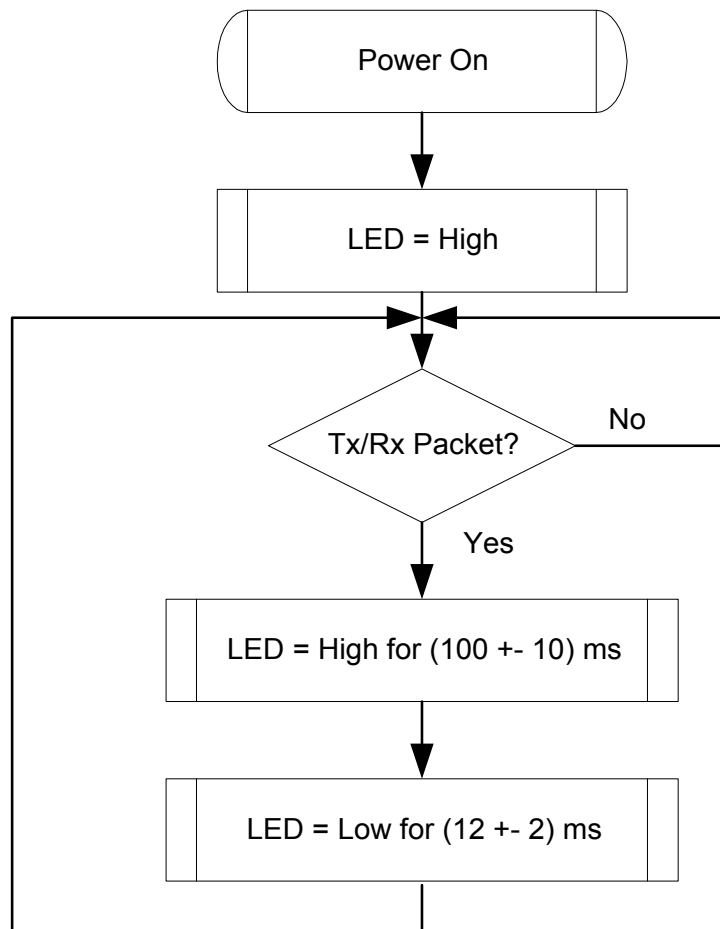 Power On
LED = High
Tx/Rx Packet?
No
Yes
LED = High for (100 +- 10) ms
LED = Low for (12 +- 2) ms